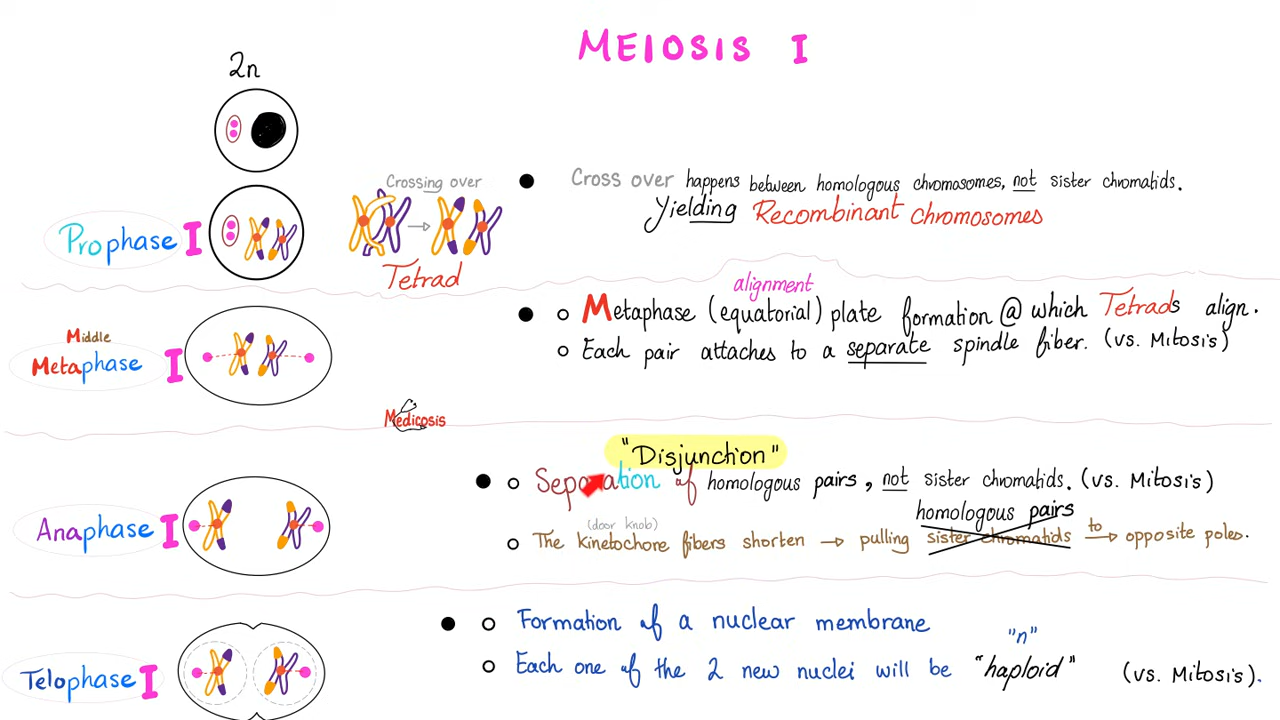 MEIOSIS I
2n
Crossing over
Tetrad
Prophase I
Cross over happens between homologous chromosomes, not sister chromatids.
Yielding Recombinant chromosomes
Middle
Metaphase I
alignment
Metaphase (equatorial) plate formation @ which Tetrads align.
Each pair attaches to a separate spindle fiber. (vs. Mitosis)
Medicosis
Anaphase I
"Disjunction"
Separation of homologous pairs, not sister chromatids. (vs. Mitosis)
homologous pairs
(door knob)
The kinetochore fibers shorten → pulling sister chromatids to → opposite poles.
Telophase I
Formation of a nuclear membrane
"n"
Each one of the 2 new nuclei will be "haploid" (vs. Mitosis).